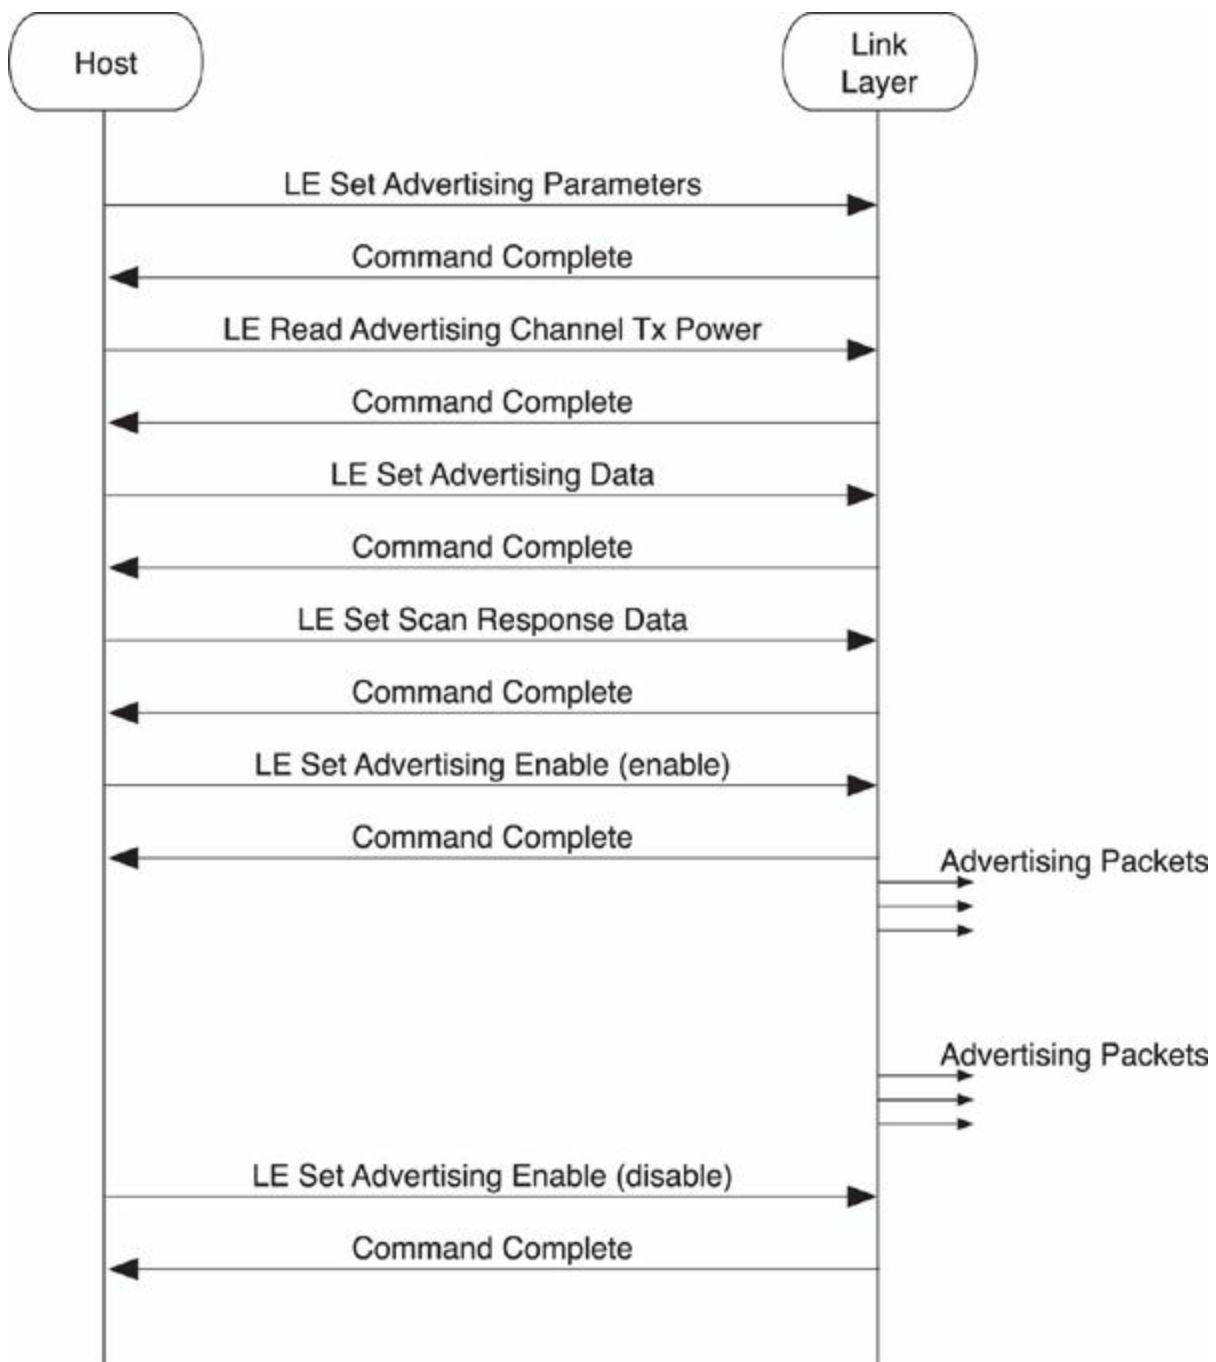 Host
Link
Layer
LE Set Advertising Parameters
Command Complete
LE Read Advertising Channel Tx Power
Command Complete
LE Set Advertising Data
Command Complete
LE Set Scan Response Data
Command Complete
LE Set Advertising Enable (enable)
Command Complete
Advertising Packets
Advertising Packets
LE Set Advertising Enable (disable)
Command Complete